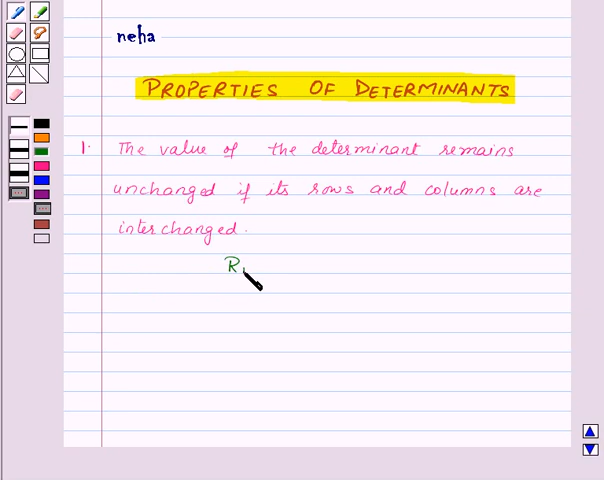 neha
PROPERTIES OF DETERMINANTS
1. The value of the determinant remains
unchanged if its rows and columns are
interchanged.
R